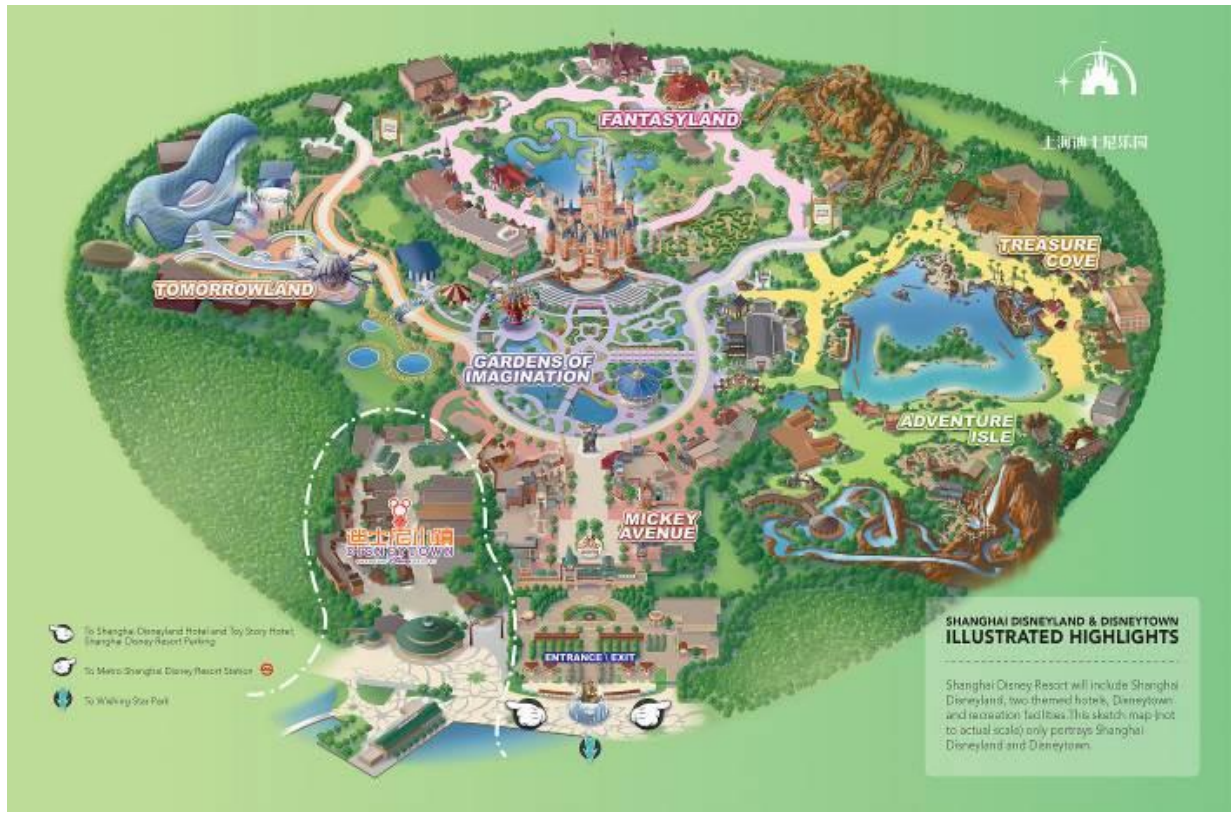 上海迪士尼乐园
FANTASYLAND
TREASURE
COVE
TOMORROWLAND
GARDENS OF
IMAGINATION
ADVENTURE
ISLE
MICKEY
AVENUE
迪士尼小镇
DISNEYTOWN
ENTRANCE \ EXIT
To Shanghai Disneyland Hotel and Toy Story Hotel,
Shanghai Disney Resort Parking
To Metro Shanghai Disney Resort Station
To Wishing Star Park
SHANGHAI DISNEYLAND & DISNEYTOWN
ILLUSTRATED HIGHLIGHTS
Shanghai Disney Resort will include Shanghai
Disneyland, two themed hotels, Disneytown
and recreation facilities. This sketch map (not
to actual scale) only portrays Shanghai
Disneyland and Disneytown.